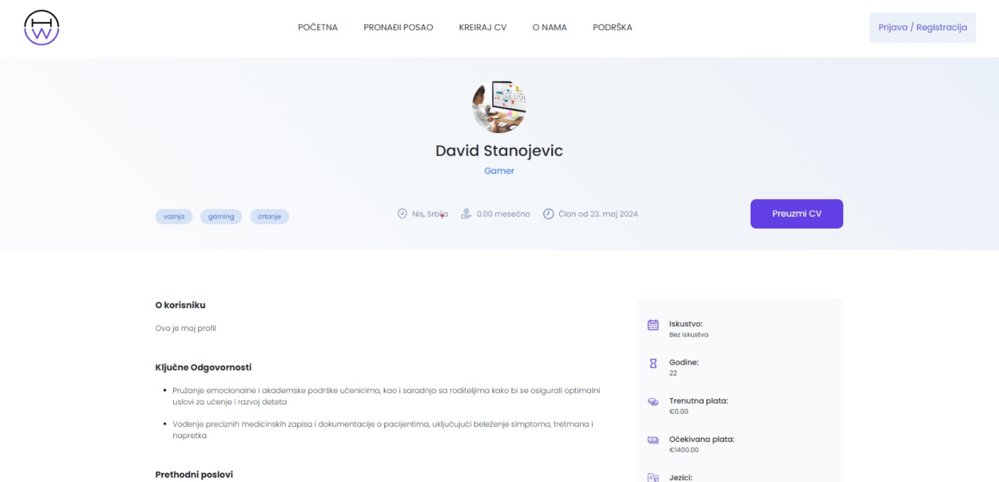 HW
POČETNA
PRONAĐI POSAO
KREIRAJ CV
O NAMA
PODRŠKA
Prijava / Registracija
DESIGN
David Stanojevic
Gamer
voznja
gaming
crtanje
Nis, Srbija
0.00 mesečno
Član od 23. maj 2024
Preuzmi CV
O korisniku
Ovo je moj profil
Ključne Odgovornosti
Pružanje emocionalne i akademske podrške učenicima, kao i saradnja sa roditeljima kako bi se osigurali optimalni
uslovi za učenje i razvoj deteta
Vođenje preciznih medicinskih zapisa i dokumentacije o pacijentima, uključujući beleženje simptoma, tretmana i
napretka
Prethodni poslovi
Iskustvo:
Bez iskustva
Godine:
22
Trenutna plata:
€0.00
Očekivana plata:
€1400.00
Jezici: